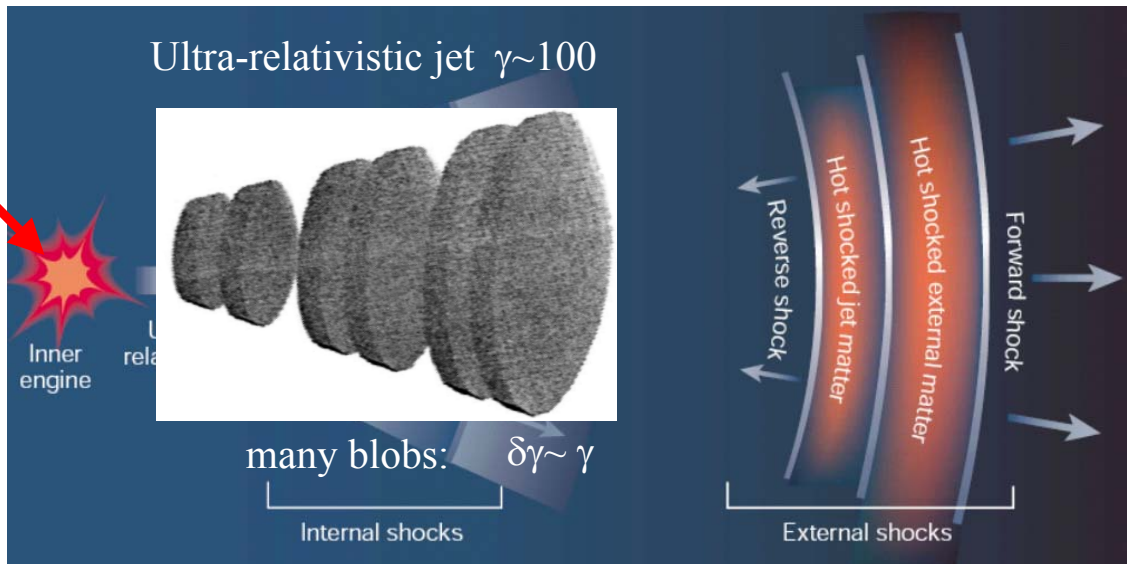 Ultra-relativistic jet γ~100
Inner
engine
many blobs: δγ~ γ
Internal shocks
Reverse shock
Hot shocked jet matter
Hot shocked external matter
Forward shock
External shocks